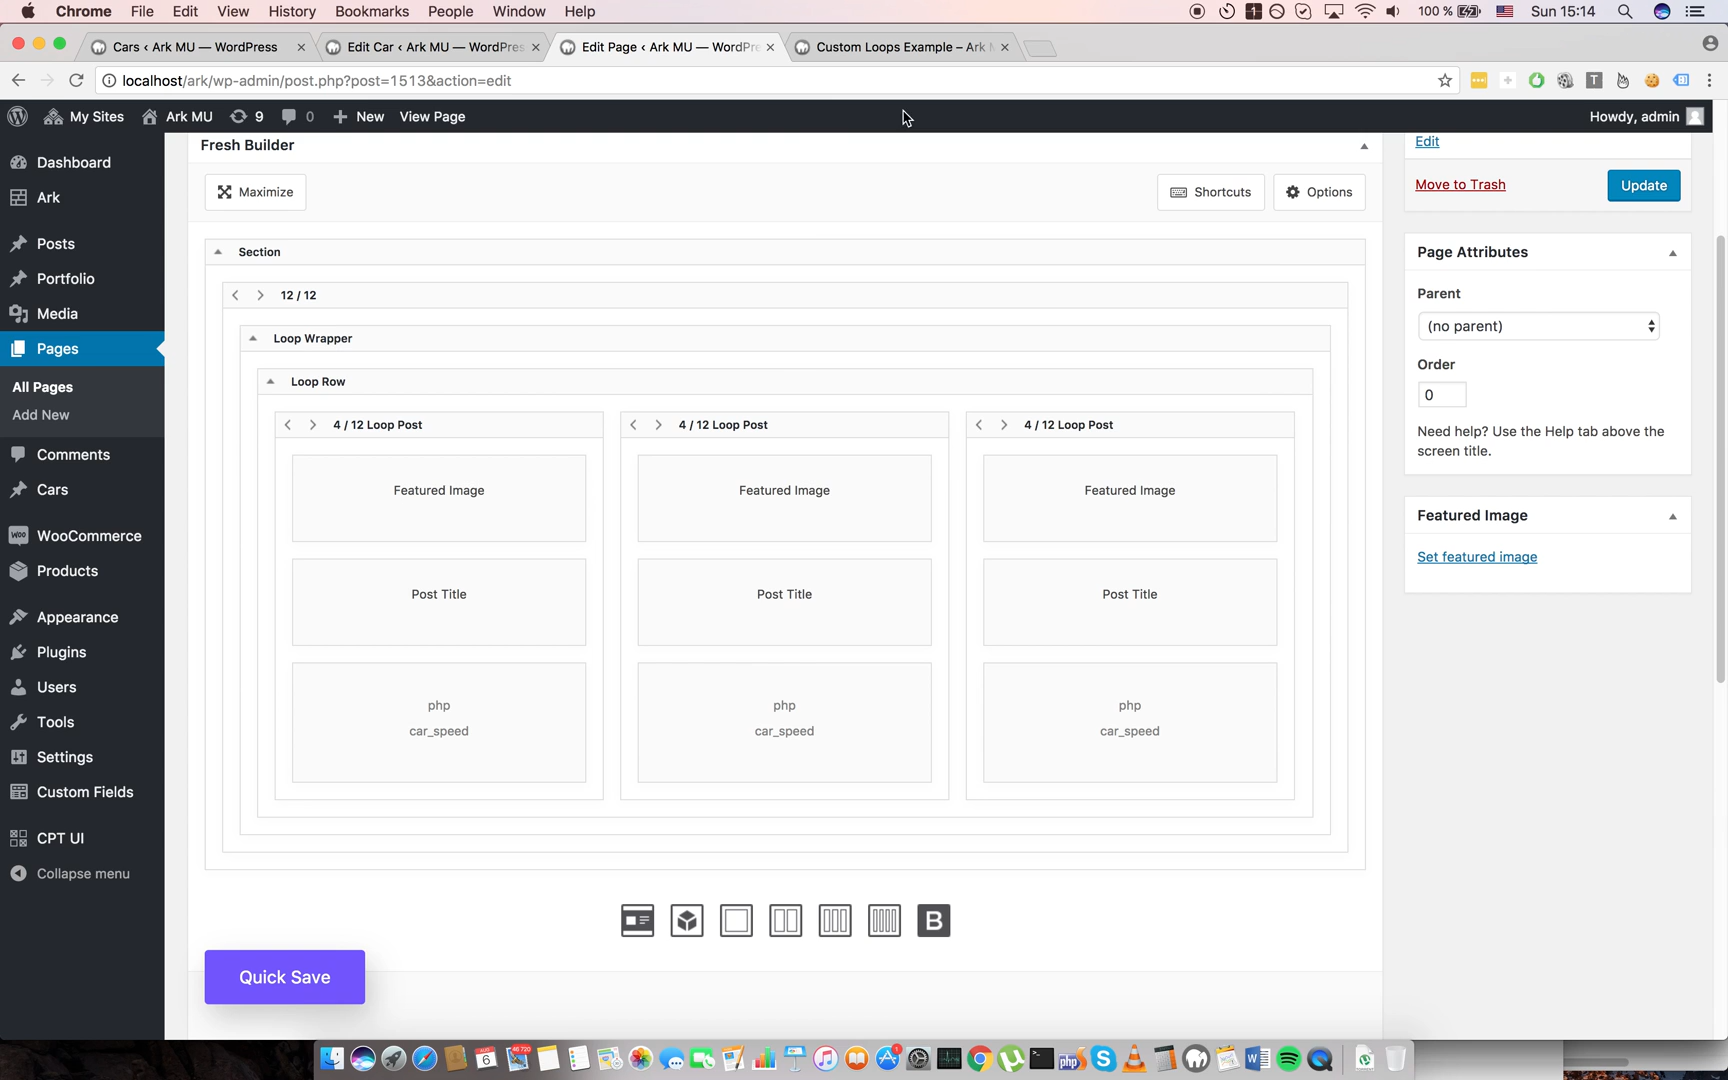 Chrome File Edit View History Bookmarks People Window Help 100 % Sun 15:14
Cars ‹ Ark MU — WordPress
Edit Car ‹ Ark MU — WordPres
Edit Page ‹ Ark MU — WordPre
Custom Loops Example – Ark M
localhost/ark/wp-admin/post.php?post=1513&action=edit
My Sites Ark MU 9 0 New View Page Howdy, admin
Dashboard
Ark
Posts
Portfolio
Media
Pages
All Pages
Add New
Comments
Cars
WooCommerce
Products
Appearance
Plugins
Users
Tools
Settings
Custom Fields
CPT UI
Collapse menu
Fresh Builder
Maximize
Shortcuts
Options
Section
12 / 12
Loop Wrapper
Loop Row
4 / 12 Loop Post
4 / 12 Loop Post
4 / 12 Loop Post
Featured Image
Featured Image
Featured Image
Post Title
Post Title
Post Title
php
php
php
car_speed
car_speed
car_speed
B
Quick Save
Edit
Move to Trash
Update
Page Attributes
Parent
(no parent)
Order
0
Need help? Use the Help tab above the
screen title.
Featured Image
Set featured image